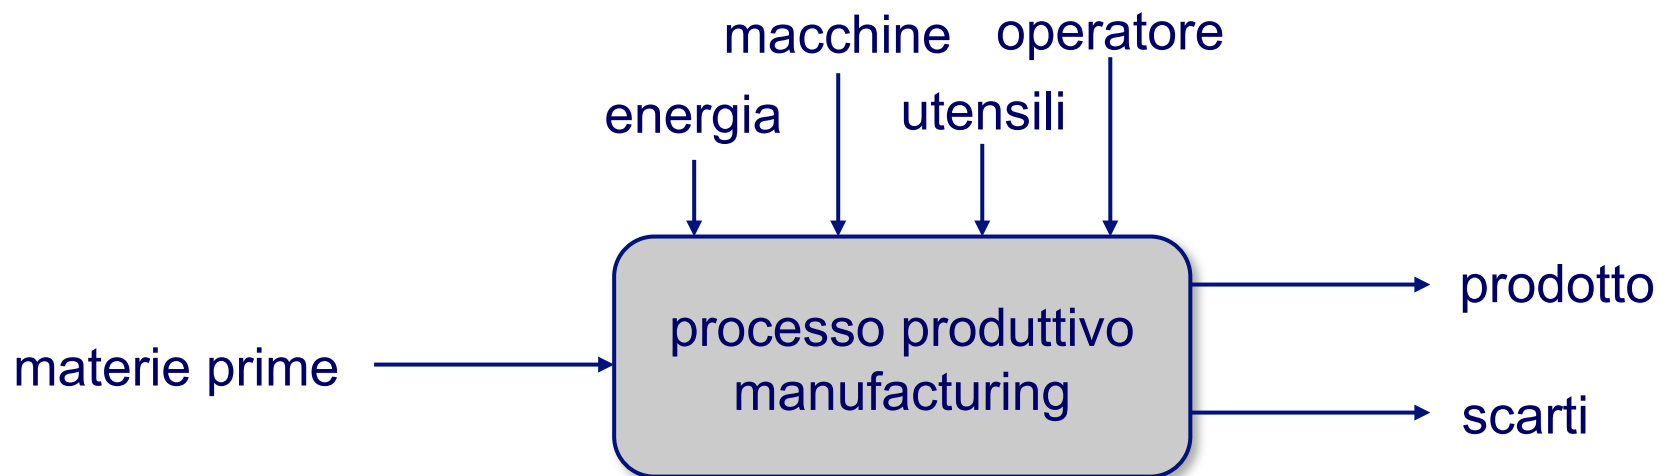 macchine
operatore
energia
utensili
materie prime
processo produttivo
manufacturing
prodotto
scarti